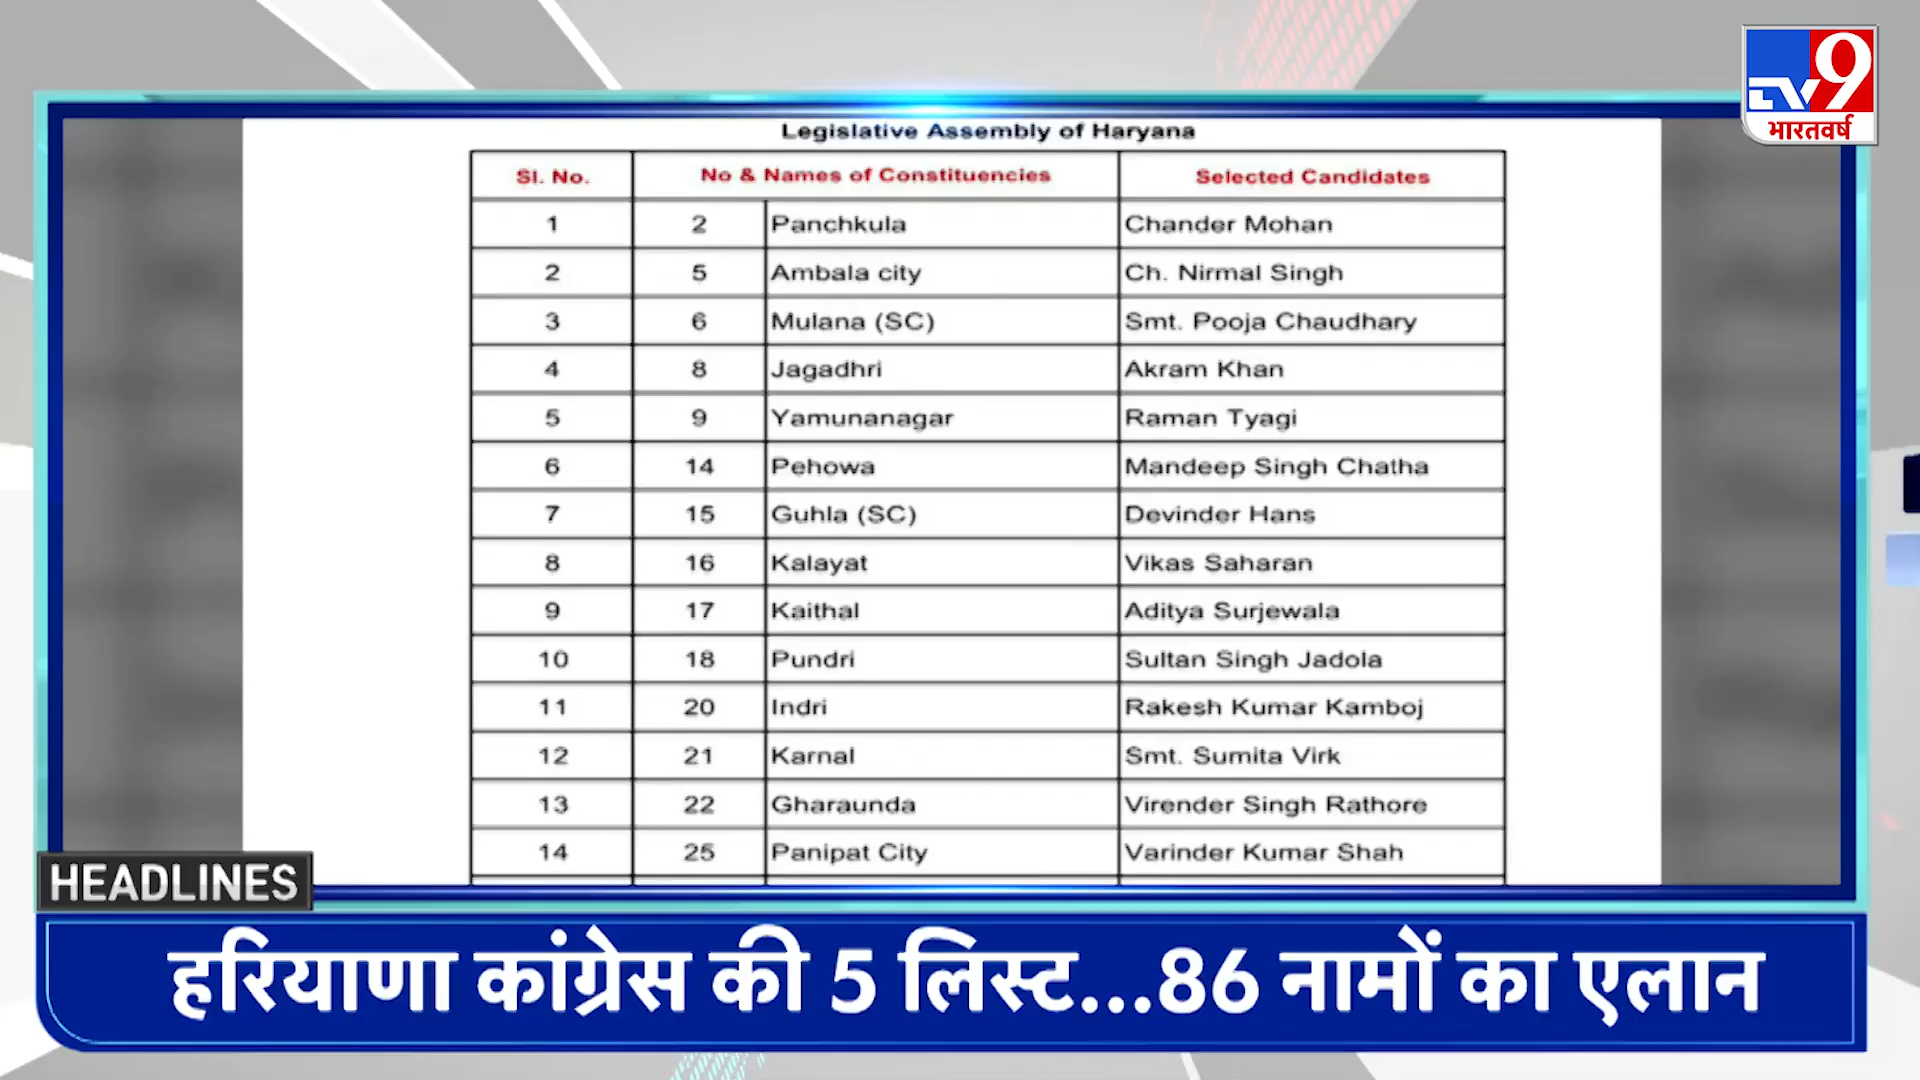 TV9
भारतवर्ष
Legislative Assembly of Haryana
Sl. No. No & Names of Constituencies Selected Candidates
1 2 Panchkula Chander Mohan
2 5 Ambala city Ch. Nirmal Singh
3 6 Mulana (SC) Smt. Pooja Chaudhary
4 8 Jagadhri Akram Khan
5 9 Yamunanagar Raman Tyagi
6 14 Pehowa Mandeep Singh Chatha
7 15 Guhla (SC) Devinder Hans
8 16 Kalayat Vikas Saharan
9 17 Kaithal Aditya Surjewala
10 18 Pundri Sultan Singh Jadola
11 20 Indri Rakesh Kumar Kamboj
12 21 Karnal Smt. Sumita Virk
13 22 Gharaunda Virender Singh Rathore
14 25 Panipat City Varinder Kumar Shah
HEADLINES
हरियाणा कांग्रेस की 5 लिस्ट...86 नामों का एलान